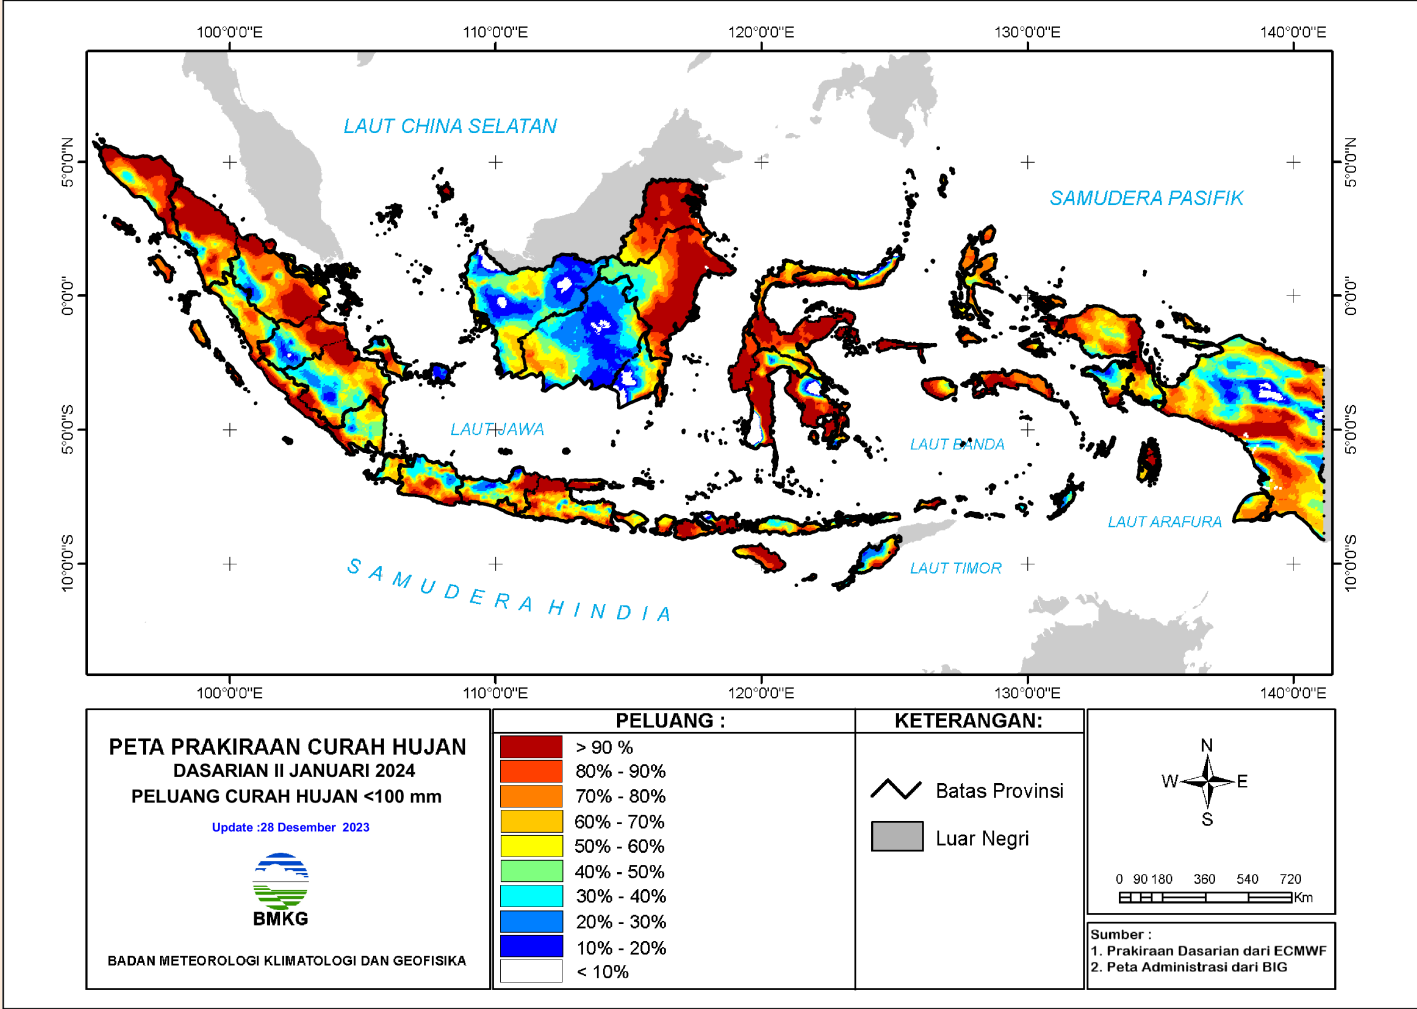 100°0'0"E 110°0'0"E 120°0'0"E 130°0'0"E 140°0'0"E
5°0'0"N
0°0'0"
5°0'0"S
10°0'0"S
5°0'0"N
0°0'0"
5°0'0"S
10°0'0"S
LAUT CHINA SELATAN
SAMUDERA PASIFIK
LAUT JAWA
LAUT BANDA
LAUT ARAFURA
LAUT TIMOR
SAMUDERA HINDIA
100°0'0"E 110°0'0"E 120°0'0"E 130°0'0"E 140°0'0"E
PETA PRAKIRAAN CURAH HUJAN
DASARIAN II JANUARI 2024
PELUANG CURAH HUJAN <100 mm
Update :28 Desember 2023
BMKG
BADAN METEOROLOGI KLIMATOLOGI DAN GEOFISIKA
PELUANG :
> 90 %
80% - 90%
70% - 80%
60% - 70%
50% - 60%
40% - 50%
30% - 40%
20% - 30%
10% - 20%
< 10%
KETERANGAN:
Batas Provinsi
Luar Negri
N
W E
S
0 90 180 360 540 720
Km
Sumber :
1. Prakiraan Dasarian dari ECMWF
2. Peta Administrasi dari BIG